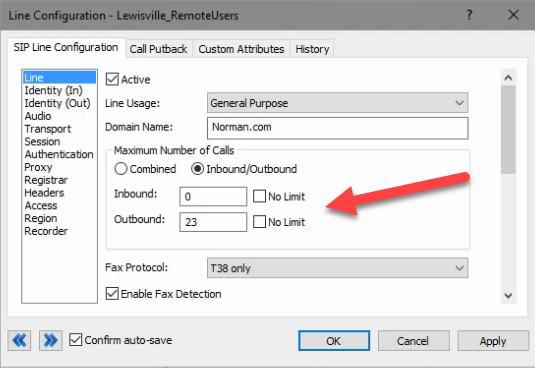 Line Configuration - Lewisville_RemoteUsers
SIP Line Configuration Call Putback Custom Attributes History
Line
Identity (In)
Identity (Out)
Audio
Transport
Session
Authentication
Proxy
Registrar
Headers
Access
Region
Recorder
Active
Line Usage: General Purpose
Domain Name: Norman.com
Maximum Number of Calls
Combined Inbound/Outbound
Inbound: 0 No Limit
Outbound: 23 No Limit
Fax Protocol: T38 only
Enable Fax Detection
Confirm auto-save OK Cancel Apply